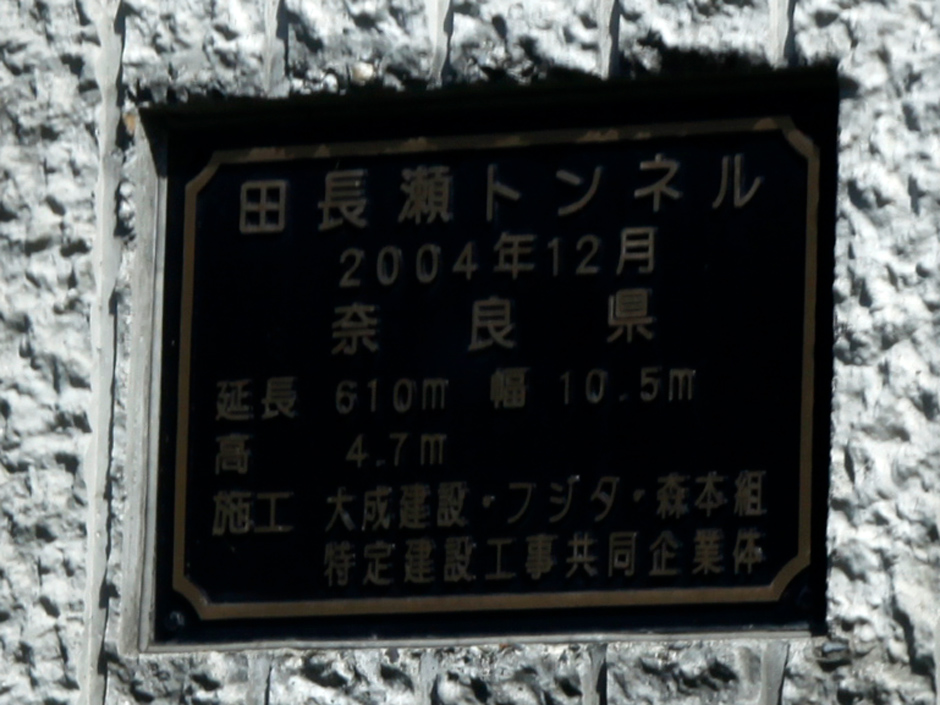 田長瀬トンネル
2004年12月
奈良県
延長 610m 幅 10.5m
高 4.7m
施工 大成建設・フジタ・森本組
特定建設工事共同企業体